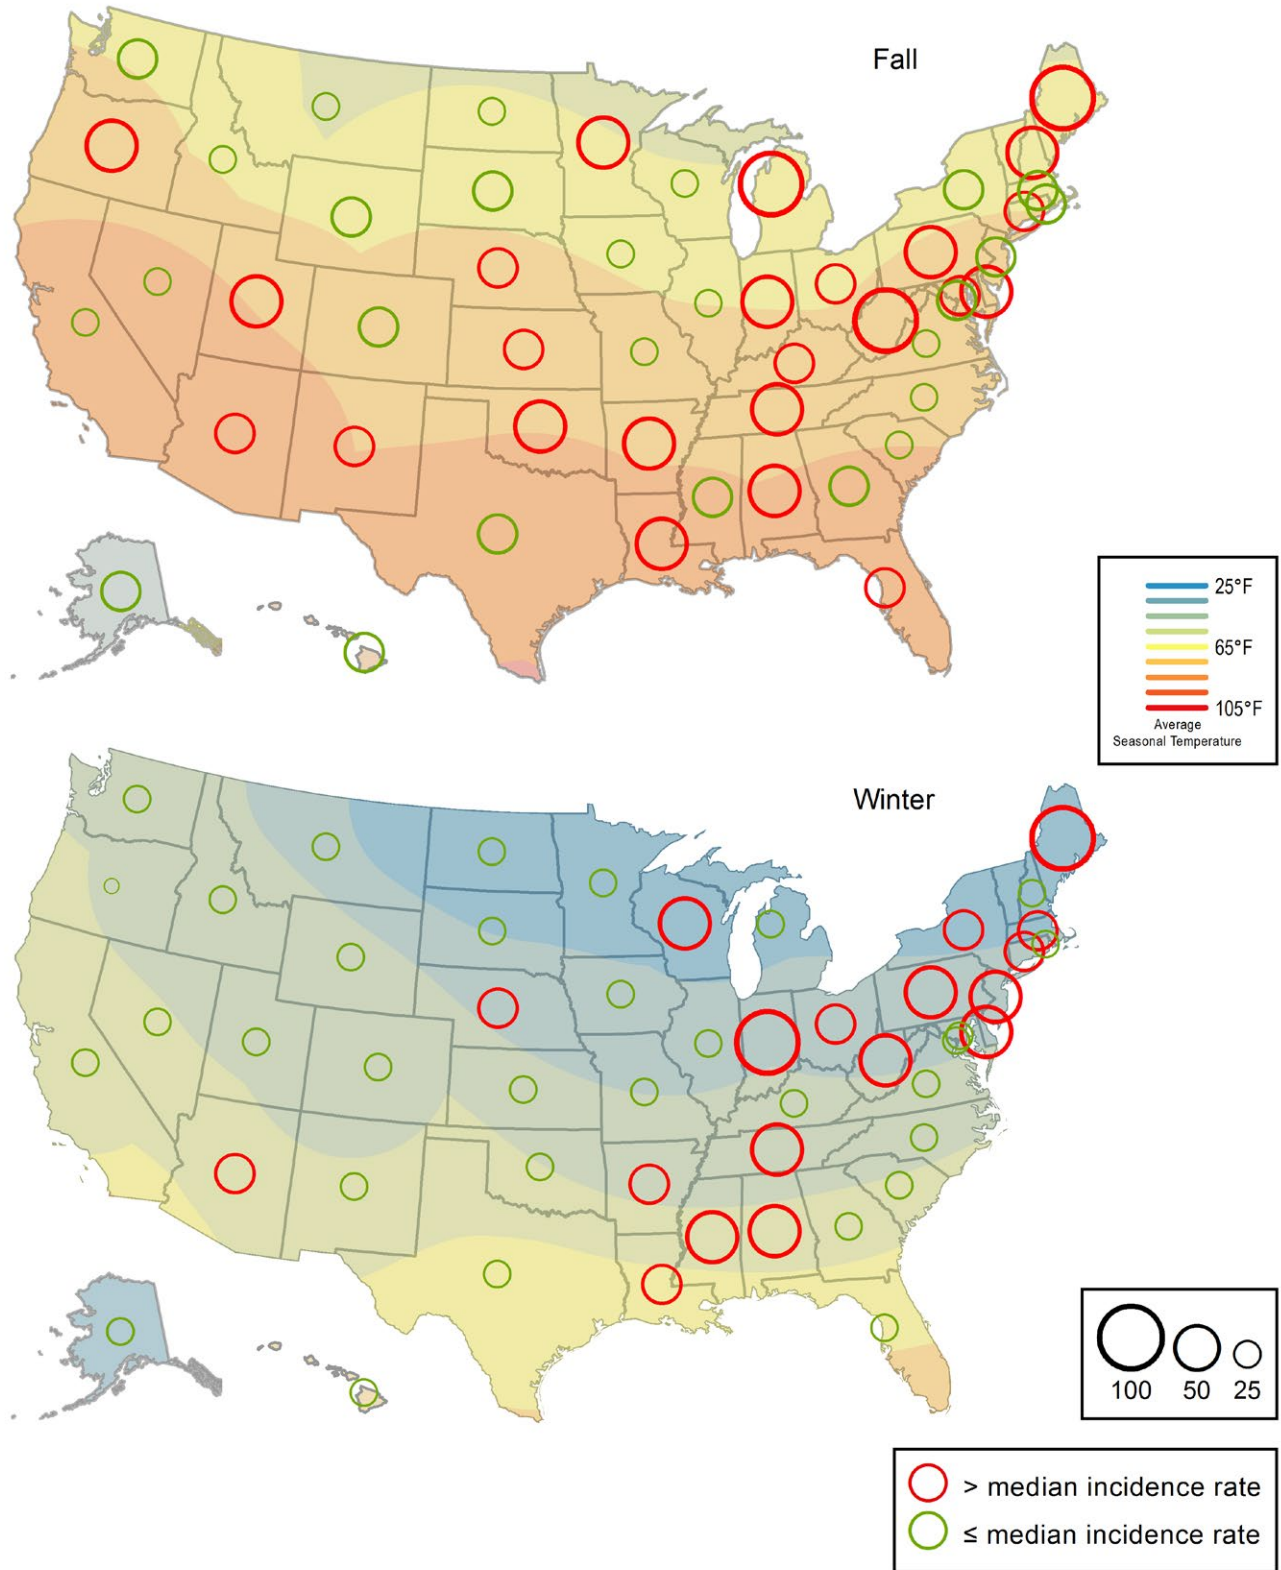 Fall
25°F
65°F
105°F
Average
Seasonal Temperature
Winter
100 50 25
> median incidence rate
≤ median incidence rate